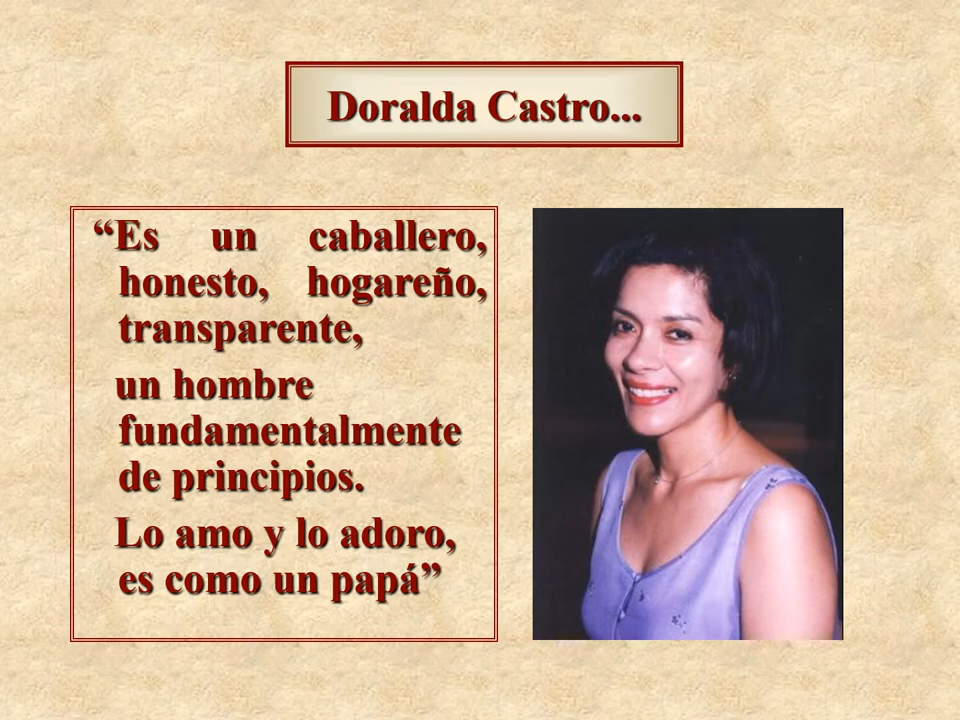 Doralda Castro...
“Es un caballero,
honesto, hogareño,
transparente,
un hombre
fundamentalmente
de principios.
Lo amo y lo adoro,
es como un papá”